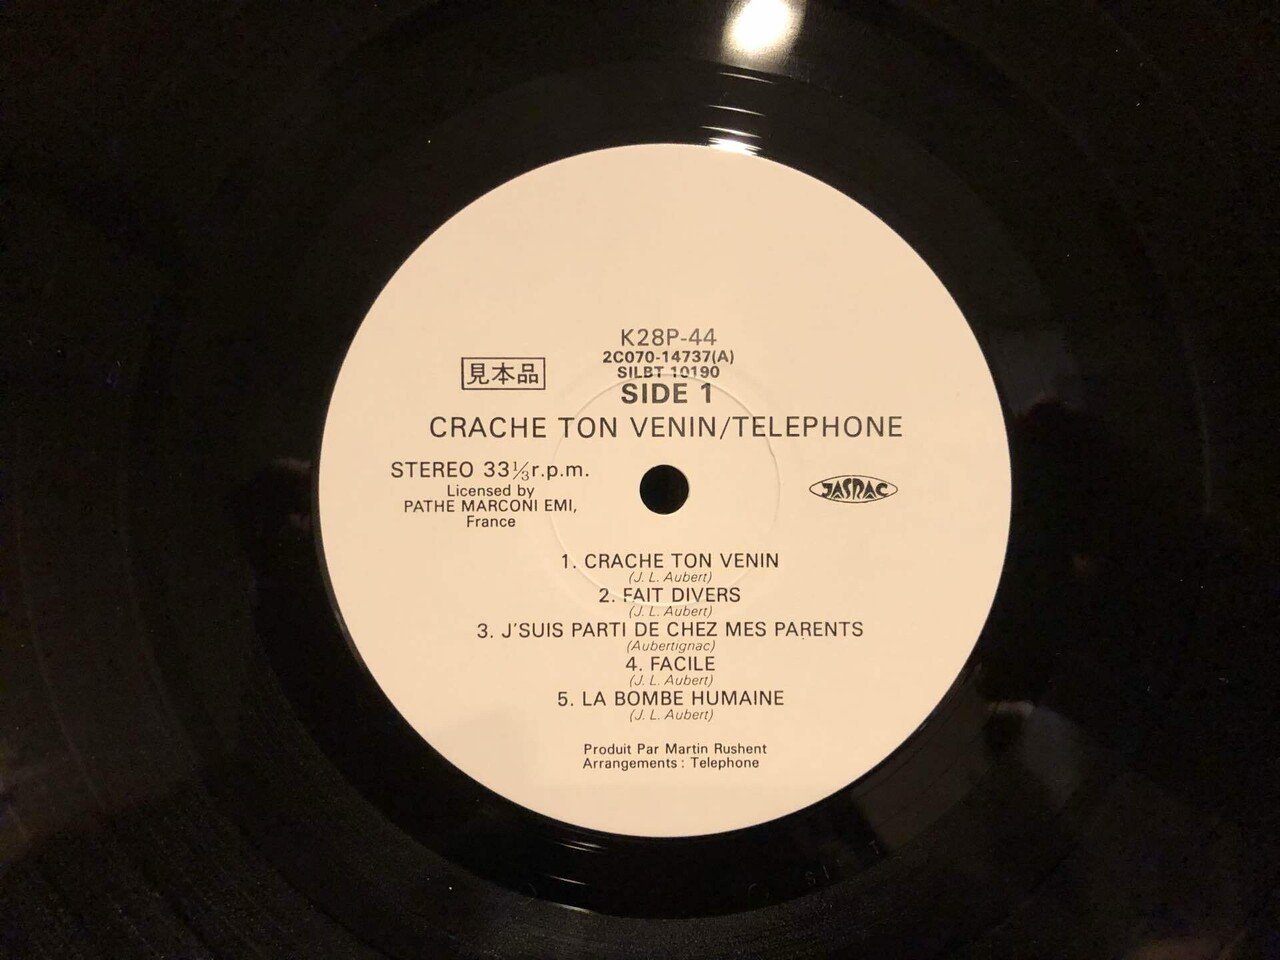 K28P-44
2C070-14737(A)
SILBT 10190
見本品
SIDE 1
CRACHE TON VENIN/TELEPHONE
STEREO 33⅓r.p.m.
Licensed by
PATHE MARCONI EMI,
France
JASRAC
1. CRACHE TON VENIN
(J. L. Aubert)
2. FAIT DIVERS
(J. L. Aubert)
3. J'SUIS PARTI DE CHEZ MES PARENTS
(Aubertignac)
4. FACILE
(J. L. Aubert)
5. LA BOMBE HUMAINE
(J. L. Aubert)
Produit Par Martin Rushent
Arrangements : Telephone